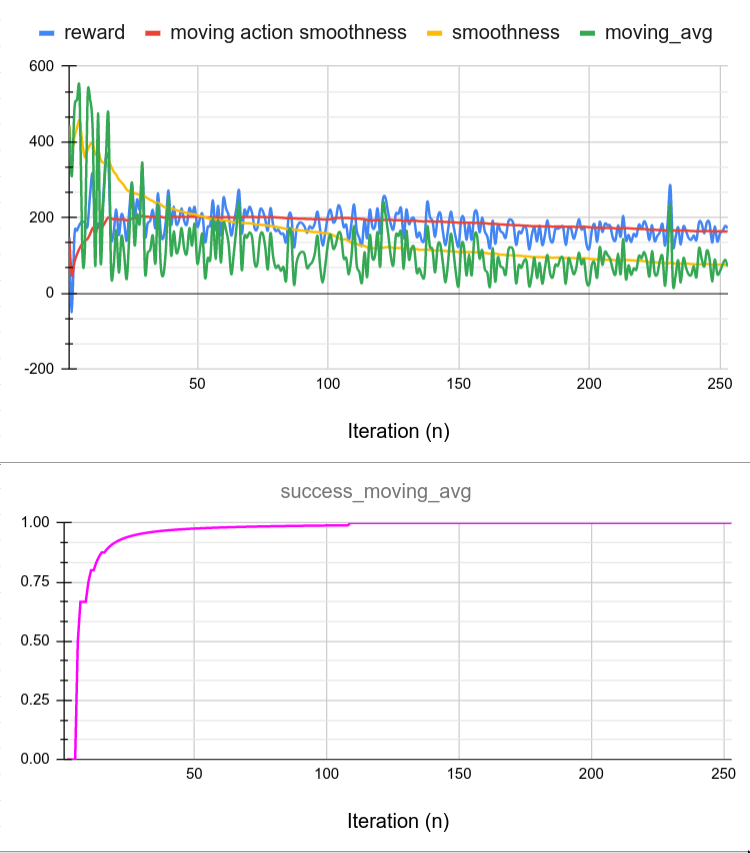 reward moving action smoothness smoothness moving_avg
600
400
200
0
-200
50 100 150 200 250
Iteration (n)
success_moving_avg
1.00
0.75
0.50
0.25
0.00
50 100 150 200 250
Iteration (n)